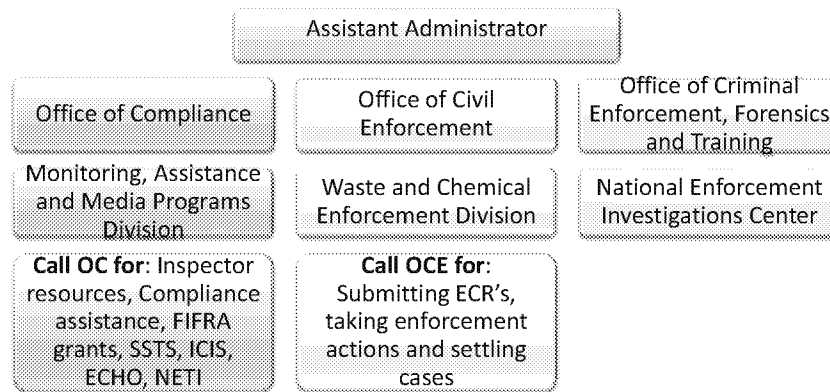 Assistant Administrator
Office of Compliance
Office of Civil
Enforcement
Office of Criminal
Enforcement, Forensics
and Training
Monitoring, Assistance
and Media Programs
Division
Waste and Chemical
Enforcement Division
National Enforcement
Investigations Center
Call OC for: Inspector
resources, Compliance
assistance, FIFRA
grants, SSTS, ICIS,
ECHO, NETI
Call OCE for:
Submitting ECR's,
taking enforcement
actions and settling
cases